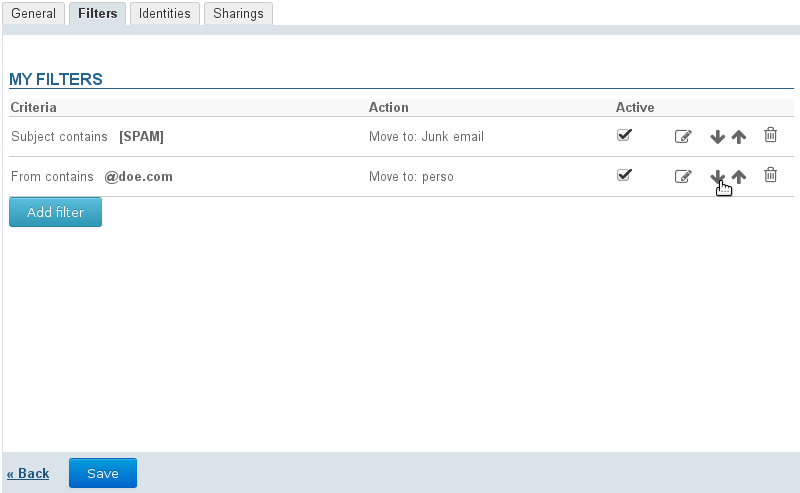 General Filters Identities Sharings
MY FILTERS
Criteria Action Active
Subject contains [SPAM] Move to: Junk email
From contains @doe.com Move to: perso
Add filter
« Back Save